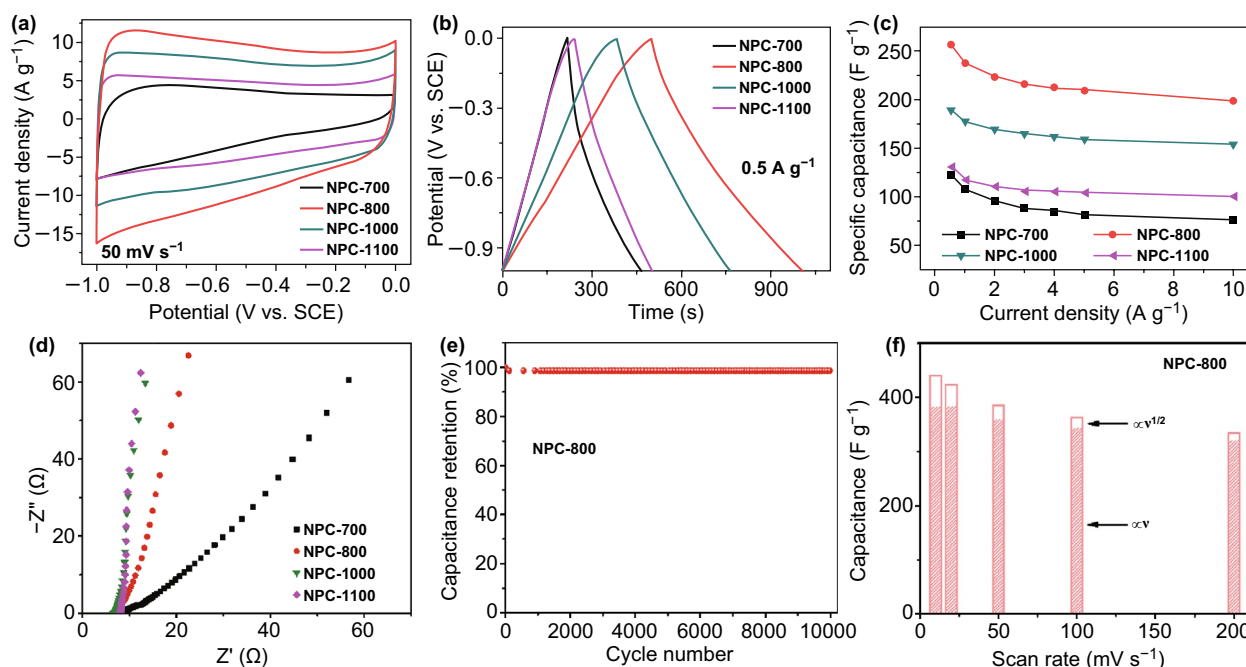 (a)
Current density (A g⁻¹)
10
5
0
−5
−10
−15
NPC-700
NPC-800
NPC-1000
NPC-1100
50 mV s⁻¹
−1.0
−0.8
−0.6
−0.4
−0.2
0.0
Potential (V vs. SCE)
(b)
Potential (V vs. SCE)
0.0
−0.3
−0.6
−0.9
NPC-700
NPC-800
NPC-1000
NPC-1100
0.5 A g⁻¹
0
300
600
900
Time (s)
(c)
Specific capacitance (F g⁻¹)
250
200
150
100
50
NPC-700
NPC-800
NPC-1000
NPC-1100
0
2
4
6
8
10
Current density (A g⁻¹)
(d)
−Z" (Ω)
60
40
20
0
NPC-700
NPC-800
NPC-1000
NPC-1100
0
20
40
60
Z' (Ω)
(e)
Capacitance retention (%)
100
80
60
40
20
0
NPC-800
0
2000
4000
6000
8000
10000
Cycle number
(f)
NPC-800
Capacitance (F g⁻¹)
400
200
0
∝ν¹ᐟ²
∝ν
0
50
100
150
200
Scan rate (mV s⁻¹)